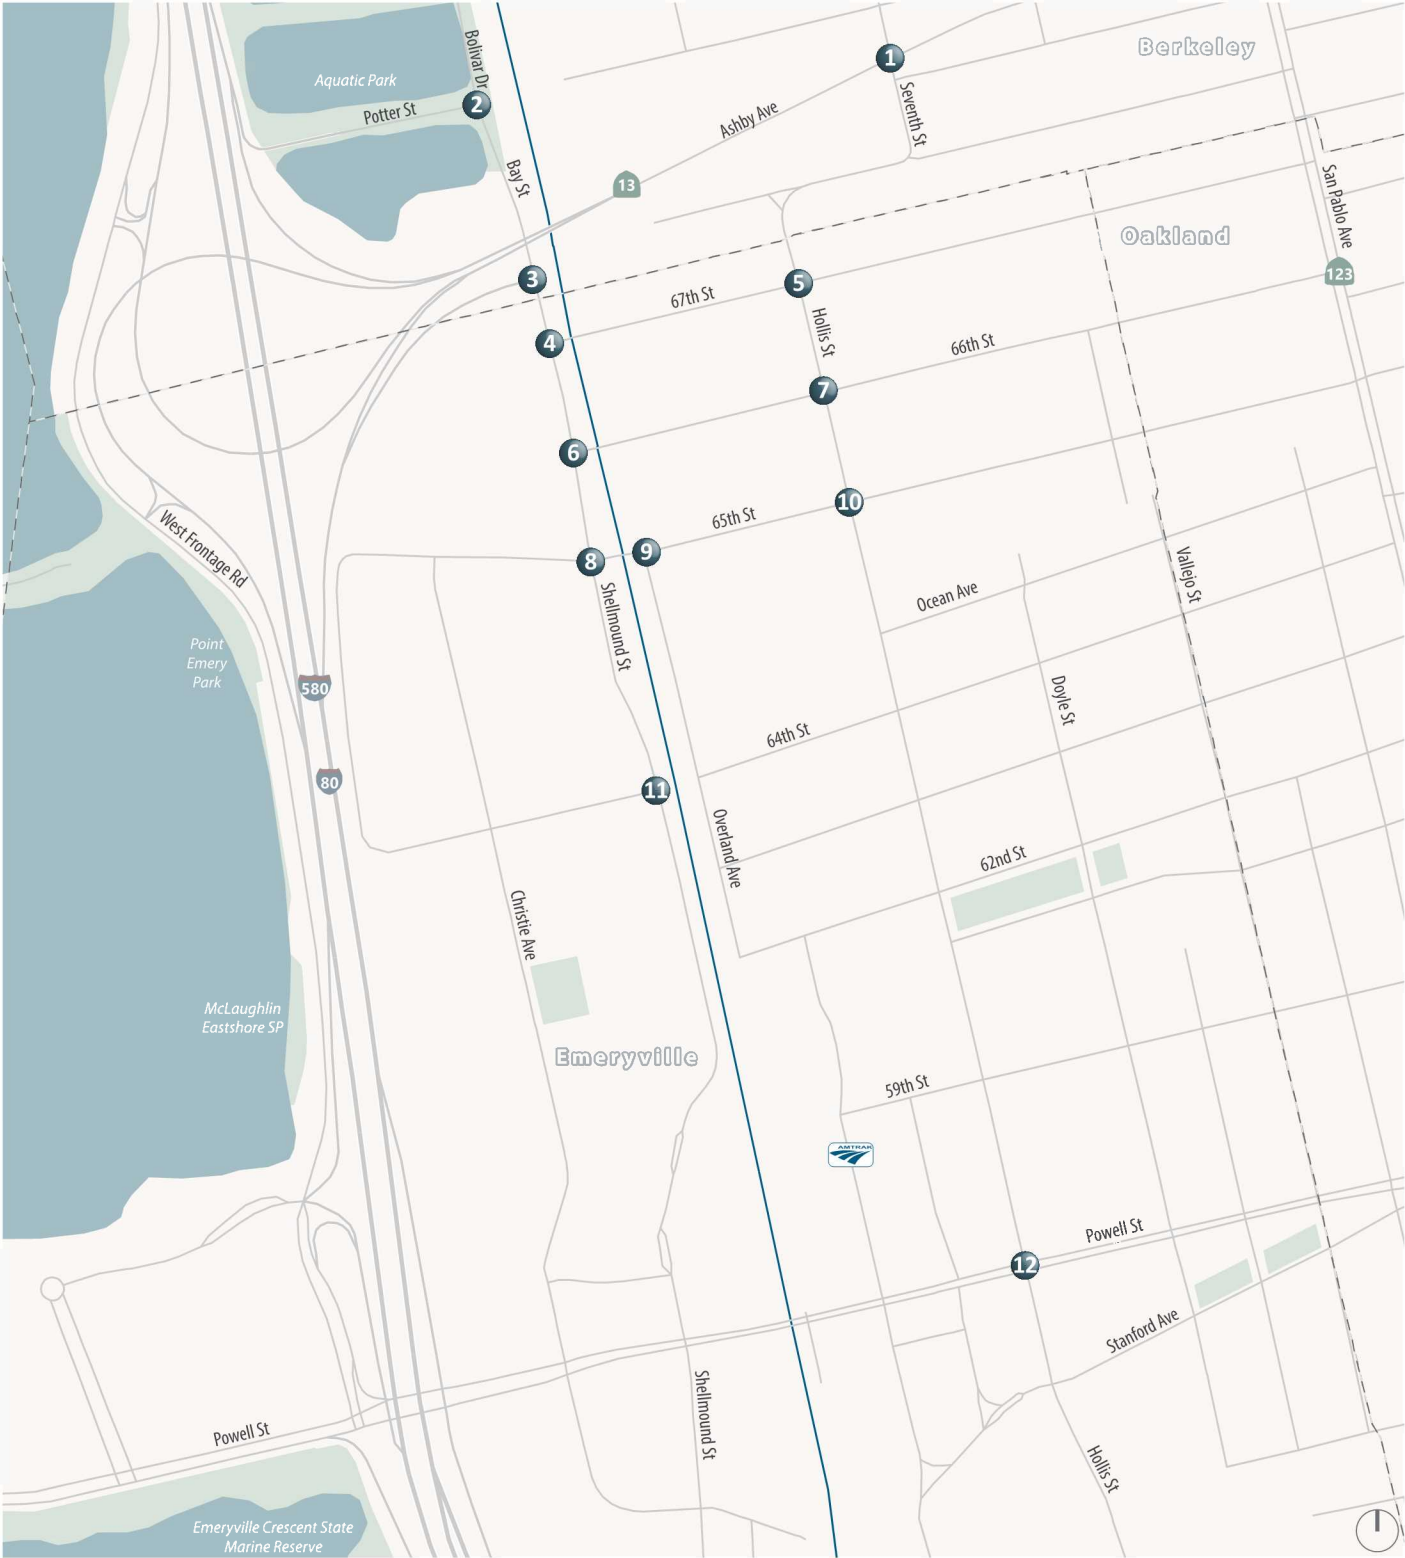 Berkeley
1
Bolivar Dr
Aquatic Park
2
Potter St
Seventh St
Ashby Ave
Bay St
13
San Pablo Ave
Oakland
123
3
5
67th St
Hollis St
4
66th St
7
6
10
65th St
West Frontage Rd
9
8
Vallejo St
Ocean Ave
Shellmound St
Point
Emery
Park
580
Doyle St
64th St
80
11
Overland Ave
62nd St
Christie Ave
McLaughlin
Eastshore SP
Emeryville
59th St
AMTRAK
Powell St
12
Stanford Ave
Shellmound St
Powell St
Hollis St
Emeryville Crescent State
Marine Reserve